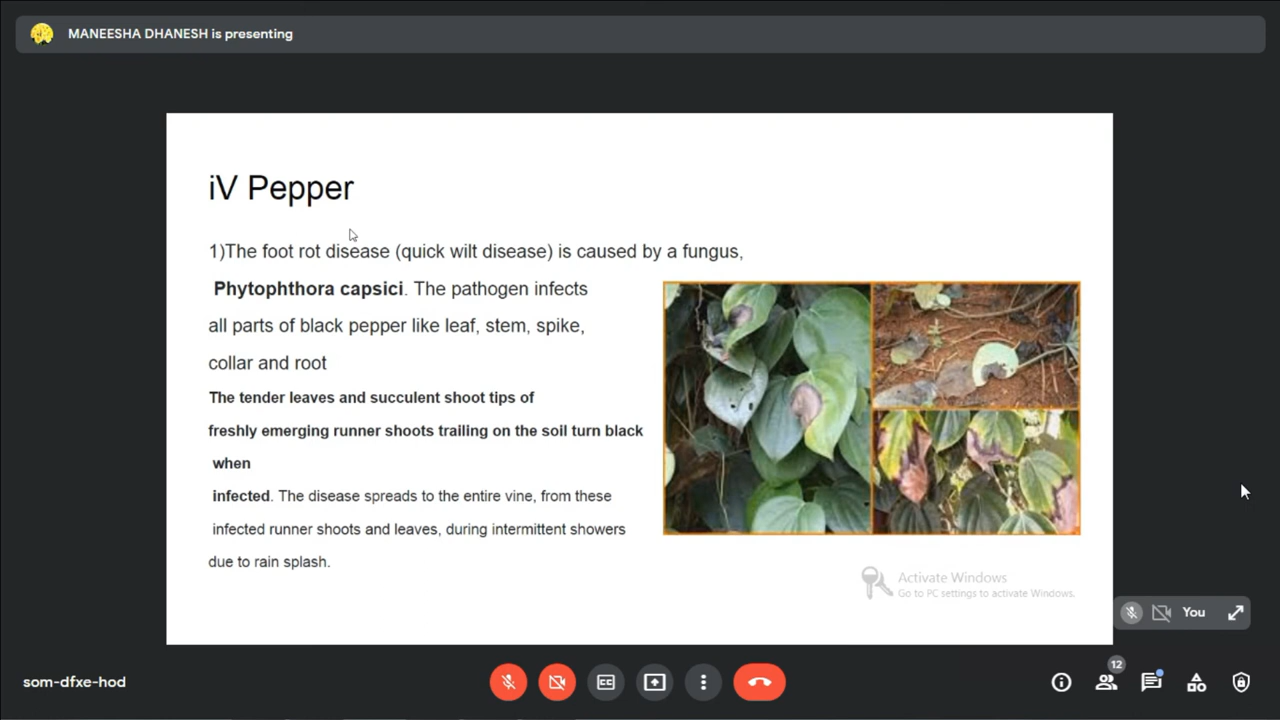 MANEESHA DHANESH is presenting
iV Pepper
1)The foot rot disease (quick wilt disease) is caused by a fungus,
Phytophthora capsici. The pathogen infects
all parts of black pepper like leaf, stem, spike,
collar and root
The tender leaves and succulent shoot tips of
freshly emerging runner shoots trailing on the soil turn black
when
infected. The disease spreads to the entire vine, from these
infected runner shoots and leaves, during intermittent showers
due to rain splash.
Activate Windows
Go to PC settings to activate Windows.
You
12
som-dfxe-hod
CC